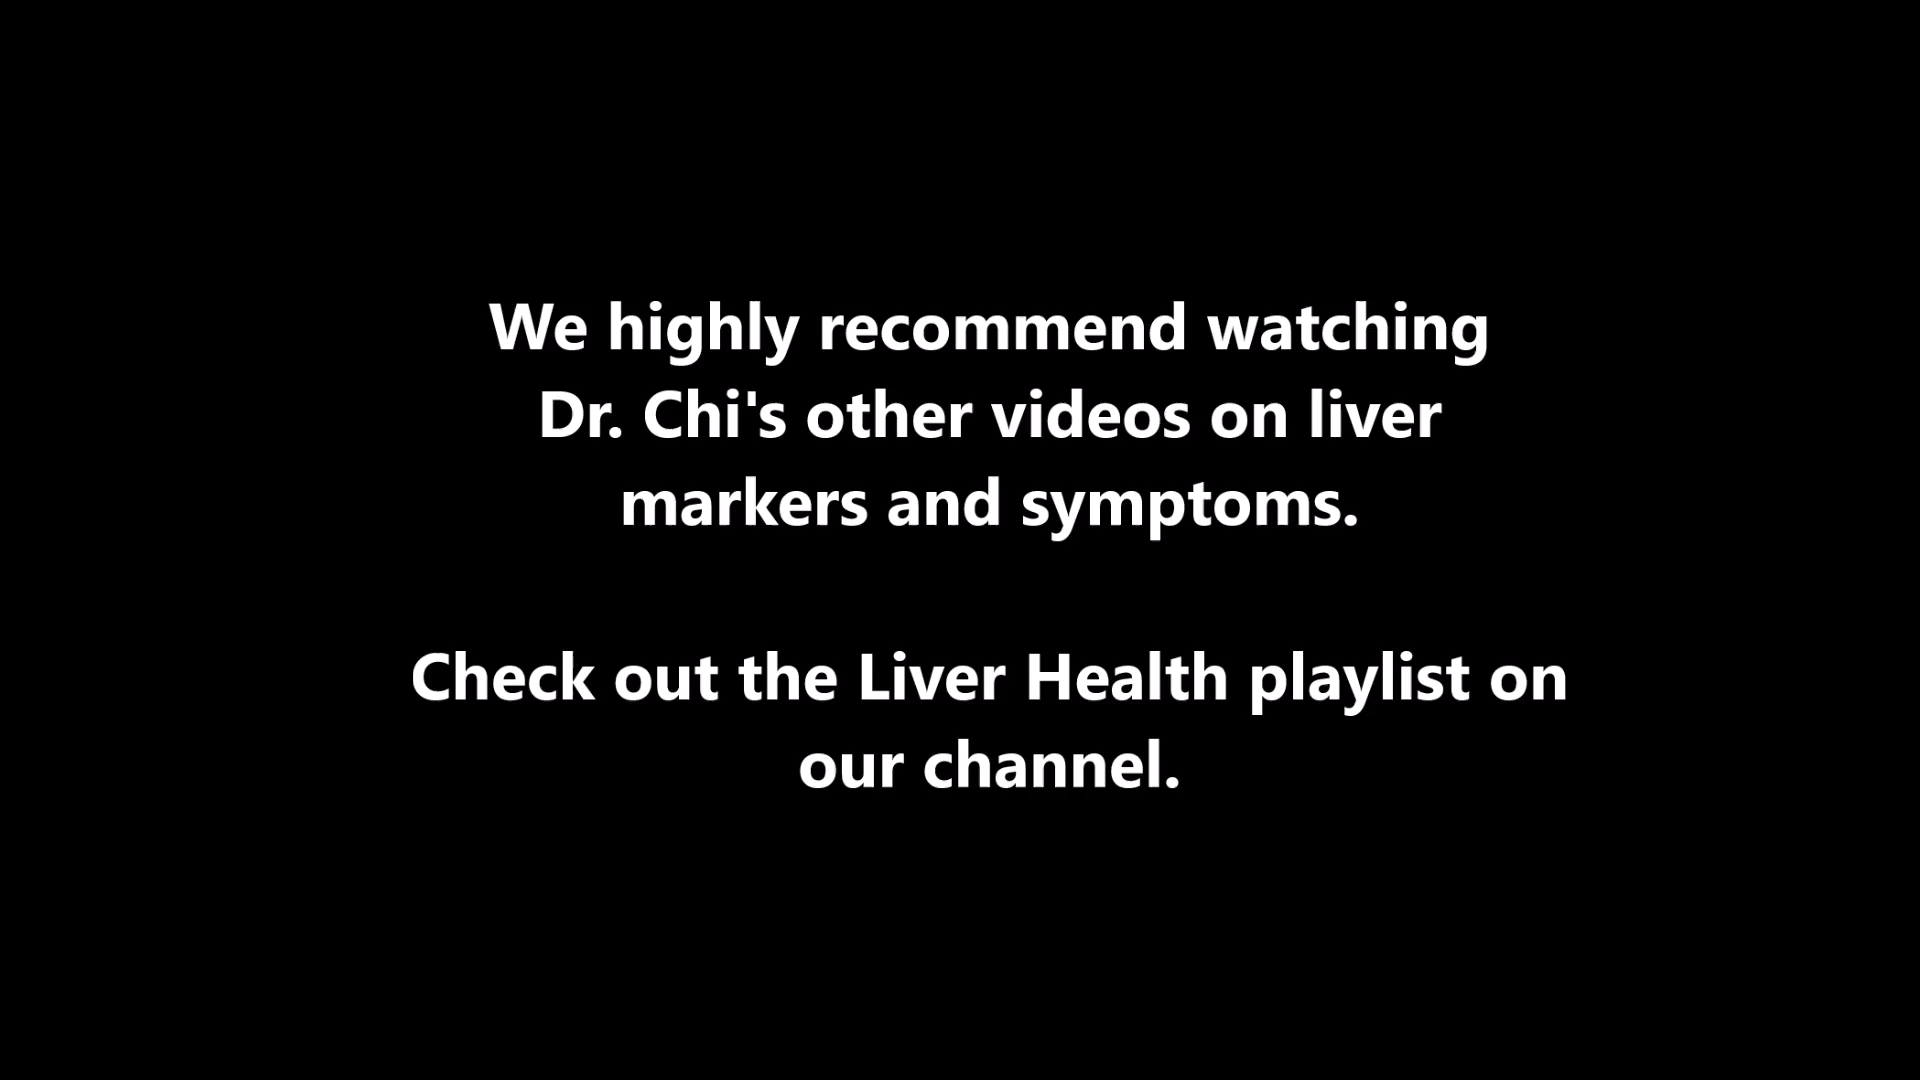 We highly recommend watching
Dr. Chi's other videos on liver
markers and symptoms.
Check out the Liver Health playlist on
our channel.